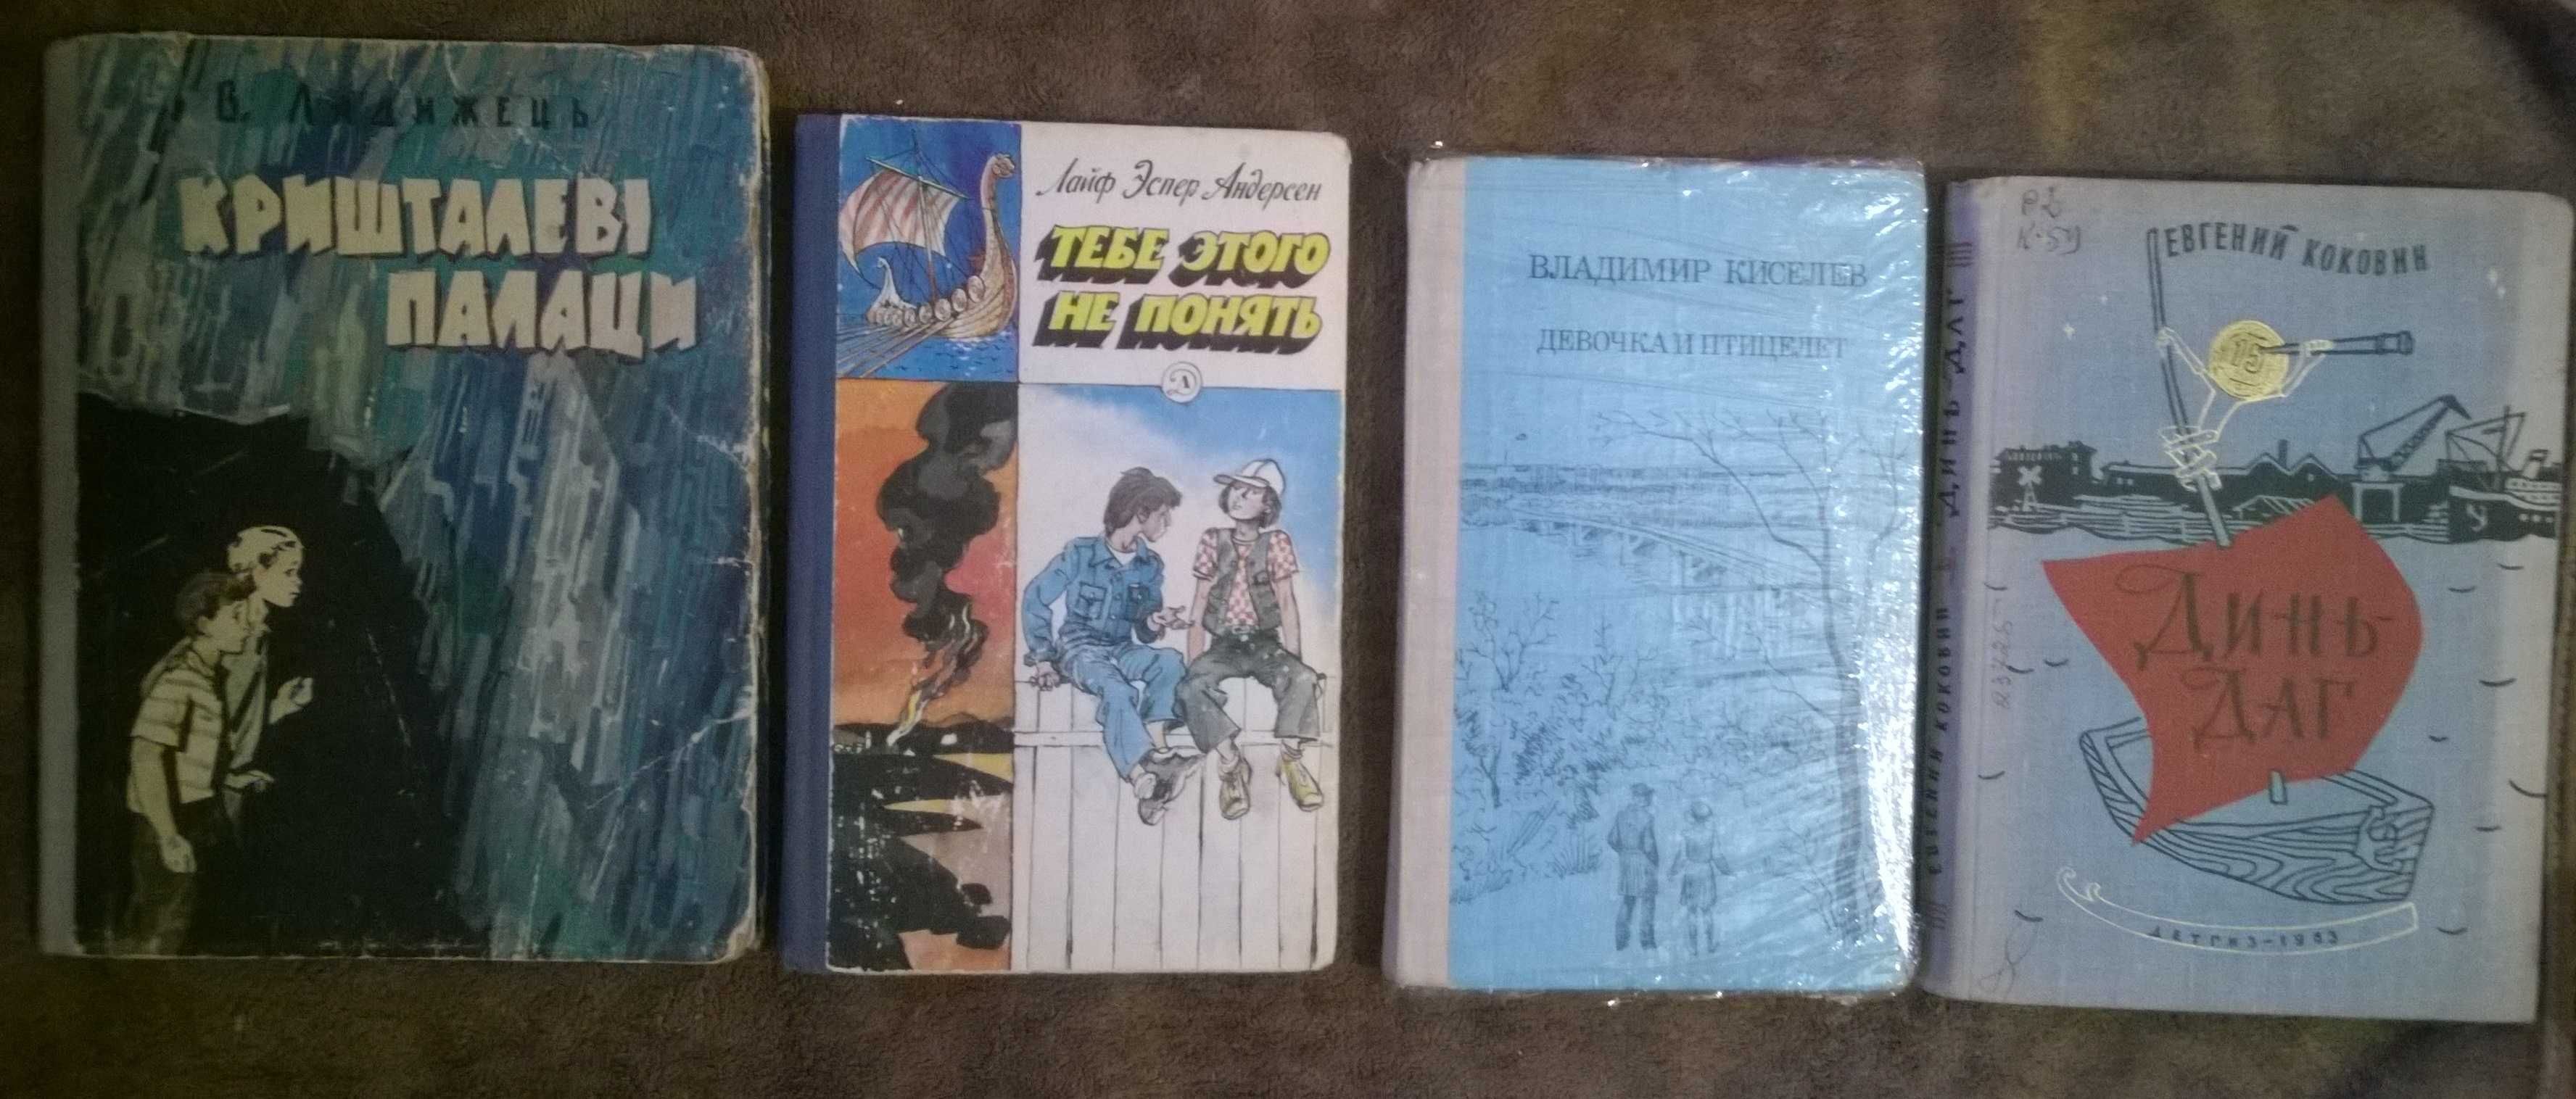 В. Лядижець
КРИШТАЛЕВІ
ПАЛАЦИ
Лайф Эспер Андерсен
ТЕБЕ ЭТОГО
НЕ ПОНЯТЬ
Д
ВЛАДИМИР КИСЕЛЕВ
ДЕВОЧКА И ПТИЦЕЛЕТ
ЕВГЕНИЙ КОКОВИН ДИНЬ-ДАГ
Р2
ЕВГЕНИЙ КОКОВИН
15
ДИНЬ-
ДАГ
ДЕТГИЗ-1963